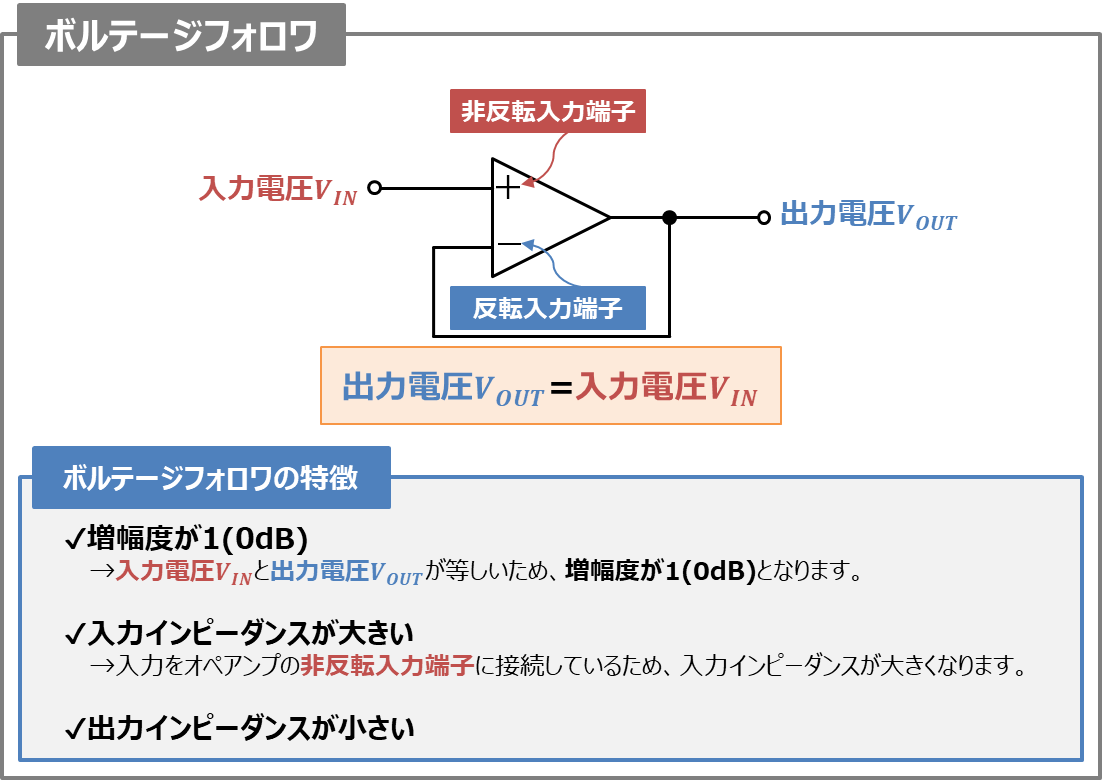 ボルテージフォロワ
非反転入力端子
入力電圧V_IN
+
出力電圧V_OUT
−
反転入力端子
出力電圧V_OUT=入力電圧V_IN
ボルテージフォロワの特徴
✓増幅度が1(0dB)
→入力電圧V_INと出力電圧V_OUTが等しいため、増幅度が1(0dB)となります。
✓入力インピーダンスが大きい
→入力をオペアンプの非反転入力端子に接続しているため、入力インピーダンスが大きくなります。
✓出力インピーダンスが小さい